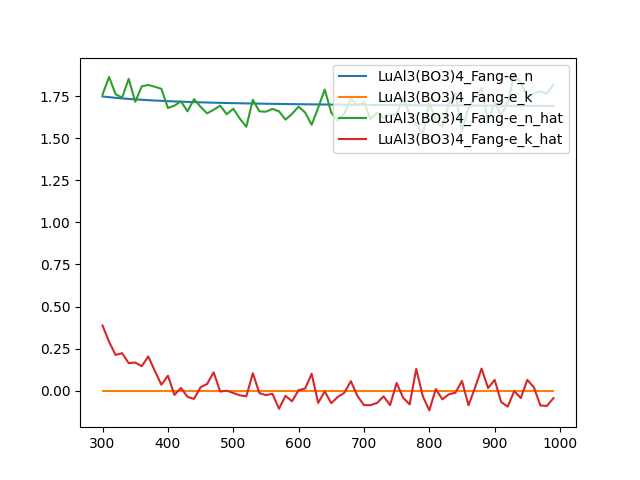 LuAl3(BO3)4_Fang-e_n
LuAl3(BO3)4_Fang-e_k
LuAl3(BO3)4_Fang-e_n_hat
LuAl3(BO3)4_Fang-e_k_hat
1.75
1.50
1.25
1.00
0.75
0.50
0.25
0.00
300 400 500 600 700 800 900 1000